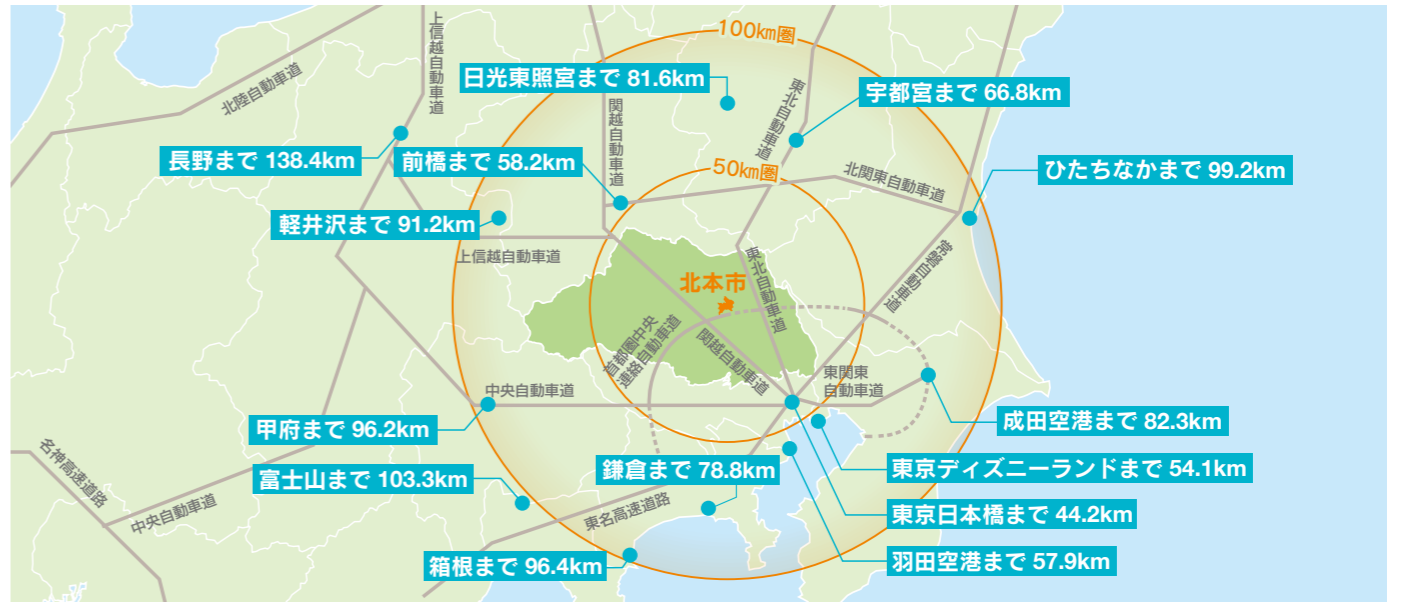 100km圏
上信越自動車道
北陸自動車道
日光東照宮まで 81.6km
東北自動車道
宇都宮まで 66.8km
関越自動車道
長野まで 138.4km
前橋まで 58.2km
50km圏
北関東自動車道
ひたちなかまで 99.2km
軽井沢まで 91.2km
上信越自動車道
東北自動車道
常磐自動車道
北本市
首都圏中央
連絡自動車道
関越自動車道
東関東
自動車道
中央自動車道
甲府まで 96.2km
成田空港まで 82.3km
名神高速道路
富士山まで 103.3km
鎌倉まで 78.8km
東京ディズニーランドまで 54.1km
中央自動車道
東名高速道路
東京日本橋まで 44.2km
箱根まで 96.4km
羽田空港まで 57.9km